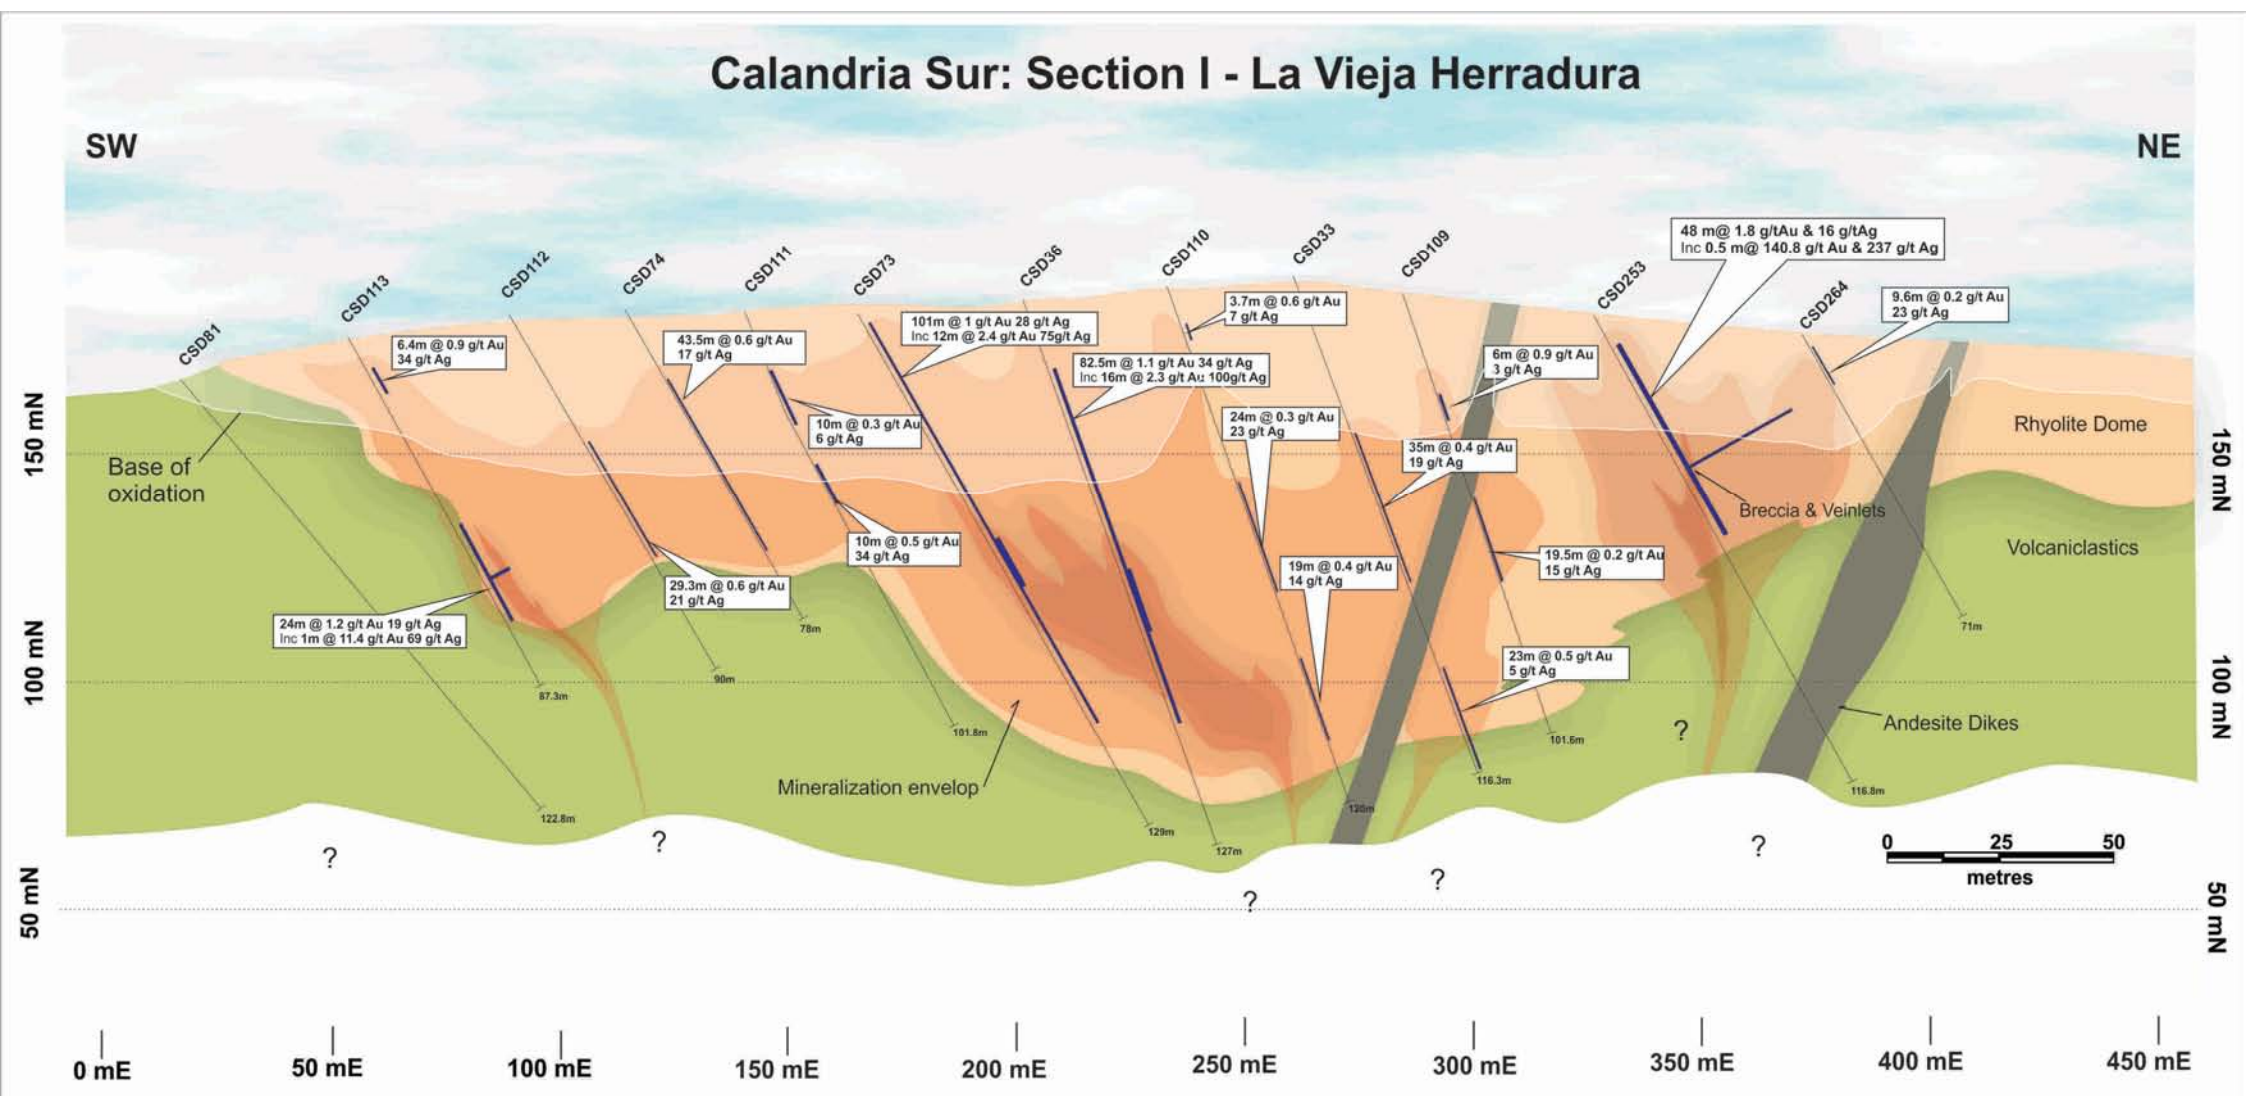 Calandria Sur: Section I - La Vieja Herradura
SW
NE
CSD81
CSD113
CSD112
CSD74
CSD111
CSD73
CSD36
CSD110
CSD33
CSD109
CSD253
CSD264
48 m@ 1.8 g/tAu & 16 g/tAg
Inc 0.5 m@ 140.8 g/t Au & 237 g/t Ag
9.6m @ 0.2 g/t Au
23 g/t Ag
3.7m @ 0.6 g/t Au
7 g/t Ag
101m @ 1 g/t Au 28 g/t Ag
Inc 12m @ 2.4 g/t Au 75g/t Ag
6.4m @ 0.9 g/t Au
34 g/t Ag
43.5m @ 0.6 g/t Au
17 g/t Ag
82.5m @ 1.1 g/t Au 34 g/t Ag
Inc 16m @ 2.3 g/t Au 100g/t Ag
6m @ 0.9 g/t Au
3 g/t Ag
10m @ 0.3 g/t Au
6 g/t Ag
24m @ 0.3 g/t Au
23 g/t Ag
35m @ 0.4 g/t Au
19 g/t Ag
Rhyolite Dome
150 mN
150 mN
Base of
oxidation
Breccia & Veinlets
10m @ 0.5 g/t Au
34 g/t Ag
19.5m @ 0.2 g/t Au
15 g/t Ag
Volcaniclastics
19m @ 0.4 g/t Au
14 g/t Ag
29.3m @ 0.6 g/t Au
21 g/t Ag
24m @ 1.2 g/t Au 19 g/t Ag
Inc 1m @ 11.4 g/t Au 69 g/t Ag
78m
71m
23m @ 0.5 g/t Au
5 g/t Ag
100 mN
100 mN
90m
87.3m
101.8m
101.6m
?
Andesite Dikes
Mineralization envelop
116.3m
116.8m
120m
122.8m
129m
127m
?
?
?
?
?
0 25 50
metres
50 mN
50 mN
0 mE
50 mE
100 mE
150 mE
200 mE
250 mE
300 mE
350 mE
400 mE
450 mE